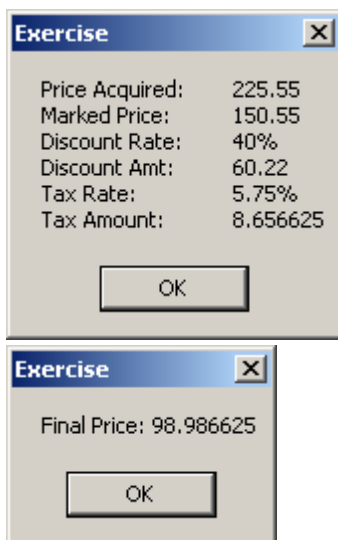 Exercise
Price Acquired: 225.55
Marked Price: 150.55
Discount Rate: 40%
Discount Amt: 60.22
Tax Rate: 5.75%
Tax Amount: 8.656625
OK
Exercise
Final Price: 98.986625
OK